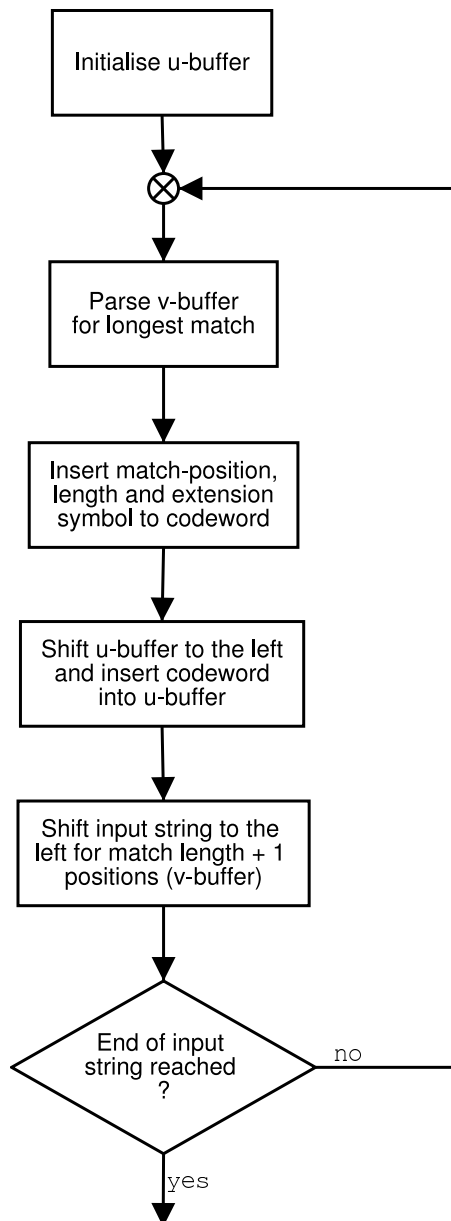 Initialise u-buffer
Parse v-buffer
for longest match
Insert match-position,
length and extension
symbol to codeword
Shift u-buffer to the left
and insert codeword
into u-buffer
Shift input string to the
left for match length + 1
positions (v-buffer)
End of input
string reached
?
no
yes